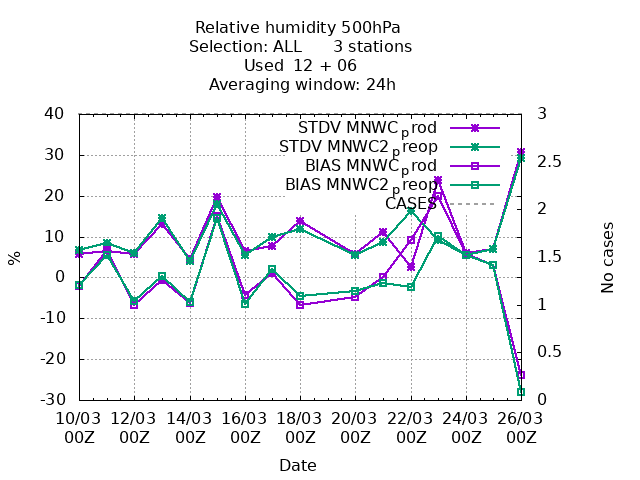 Relative humidity 500hPa
Selection: ALL 3 stations
Used 12 + 06
Averaging window: 24h
40 3
STDV MNWC_prod
STDV MNWC2_preop
30 2.5
BIAS MNWC_prod
BIAS MNWC2_preop
20 2
CASES
10 1.5
% No cases
0 1
-10
-20 0.5
-30 0
10/03 12/03 14/03 16/03 18/03 20/03 22/03 24/03 26/03
00Z 00Z 00Z 00Z 00Z 00Z 00Z 00Z 00Z
Date